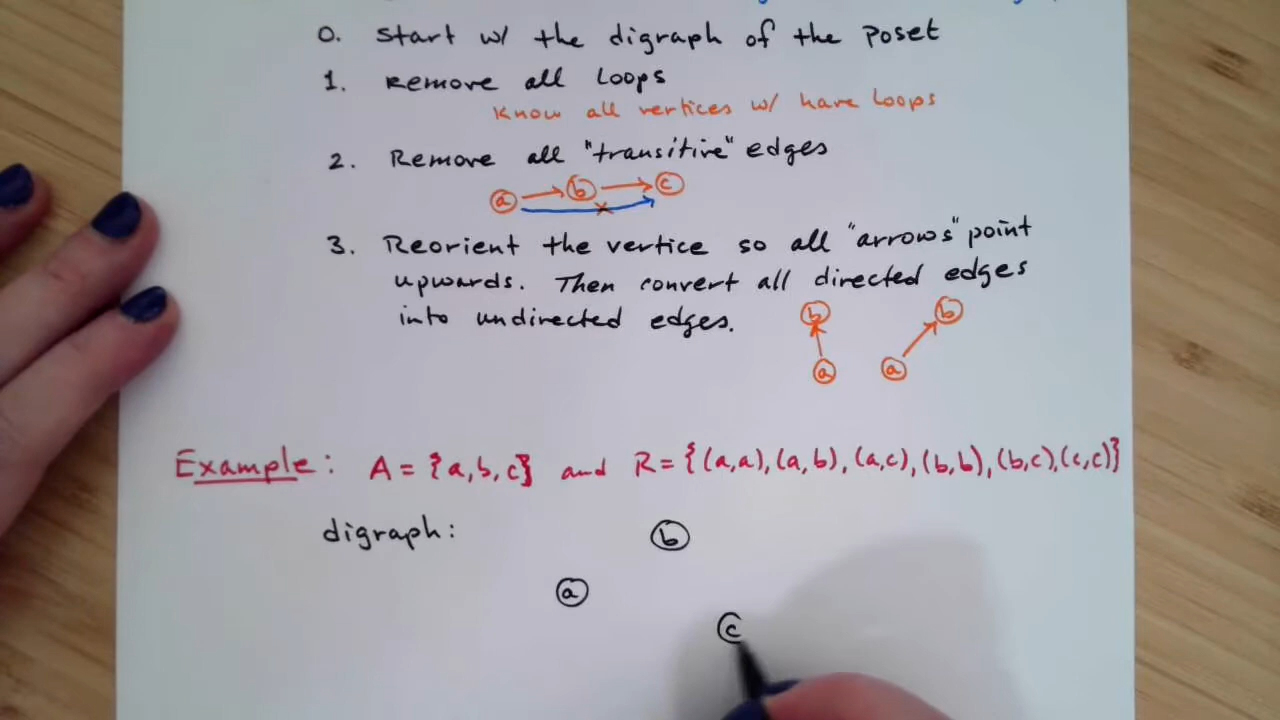 0. Start w/ the digraph of the poset
1. Remove all loops
Know all vertices w/ have loops
2. Remove all "transitive" edges
a b c
3. Reorient the vertice so all "arrows" point
upwards. Then convert all directed edges
into undirected edges.
b b
a a
Example: A = {a,b,c} and R = {(a,a),(a,b),(a,c),(b,b),(b,c),(c,c)}
digraph:
b
a
c